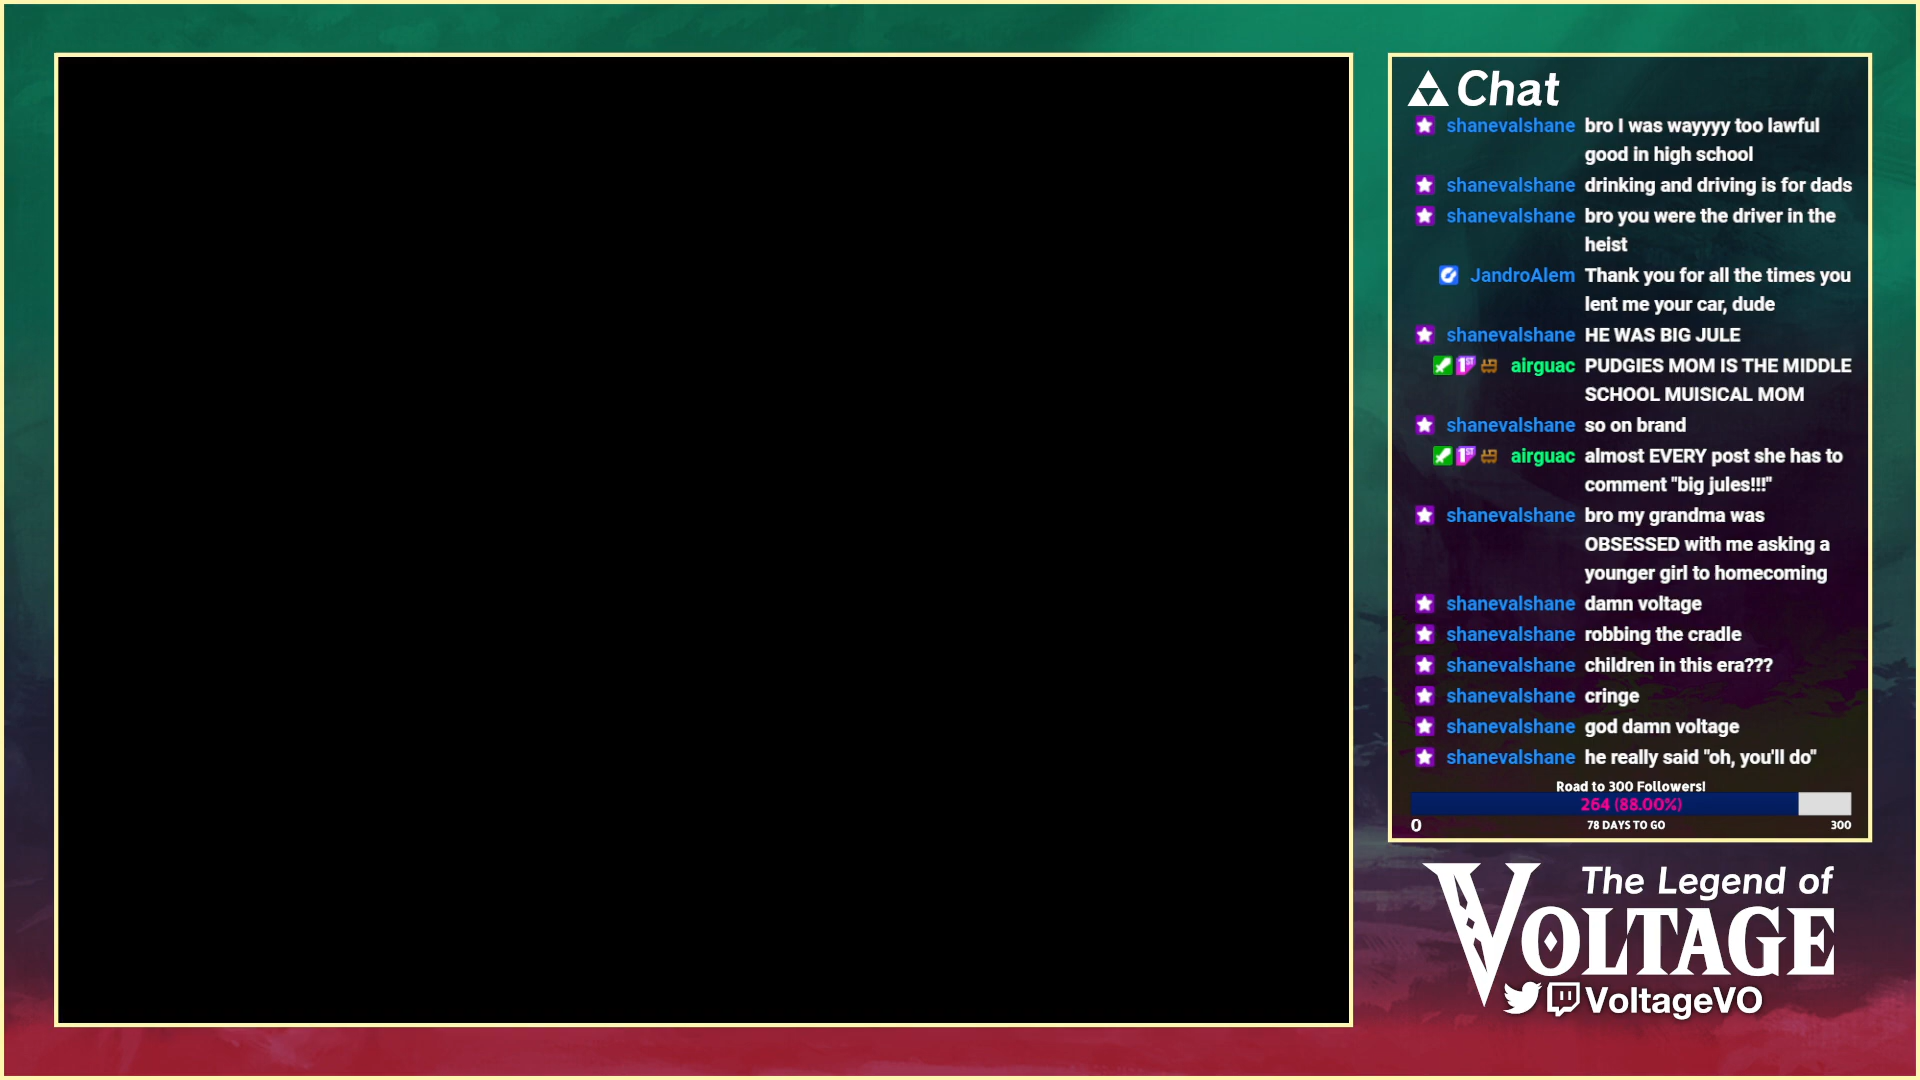 Chat
shanevalshane bro I was wayyyy too lawful
good in high school
shanevalshane drinking and driving is for dads
shanevalshane bro you were the driver in the
heist
JandroAlem Thank you for all the times you
lent me your car, dude
shanevalshane HE WAS BIG JULE
1ST airguac PUDGIES MOM IS THE MIDDLE
SCHOOL MUISICAL MOM
shanevalshane so on brand
1ST airguac almost EVERY post she has to
comment "big jules!!!"
shanevalshane bro my grandma was
OBSESSED with me asking a
younger girl to homecoming
shanevalshane damn voltage
shanevalshane robbing the cradle
shanevalshane children in this era???
shanevalshane cringe
shanevalshane god damn voltage
shanevalshane he really said "oh, you'll do"
Road to 300 Followers!
264 (88.00%)
0 78 DAYS TO GO 300
The Legend of
VOLTAGE
VoltageVO